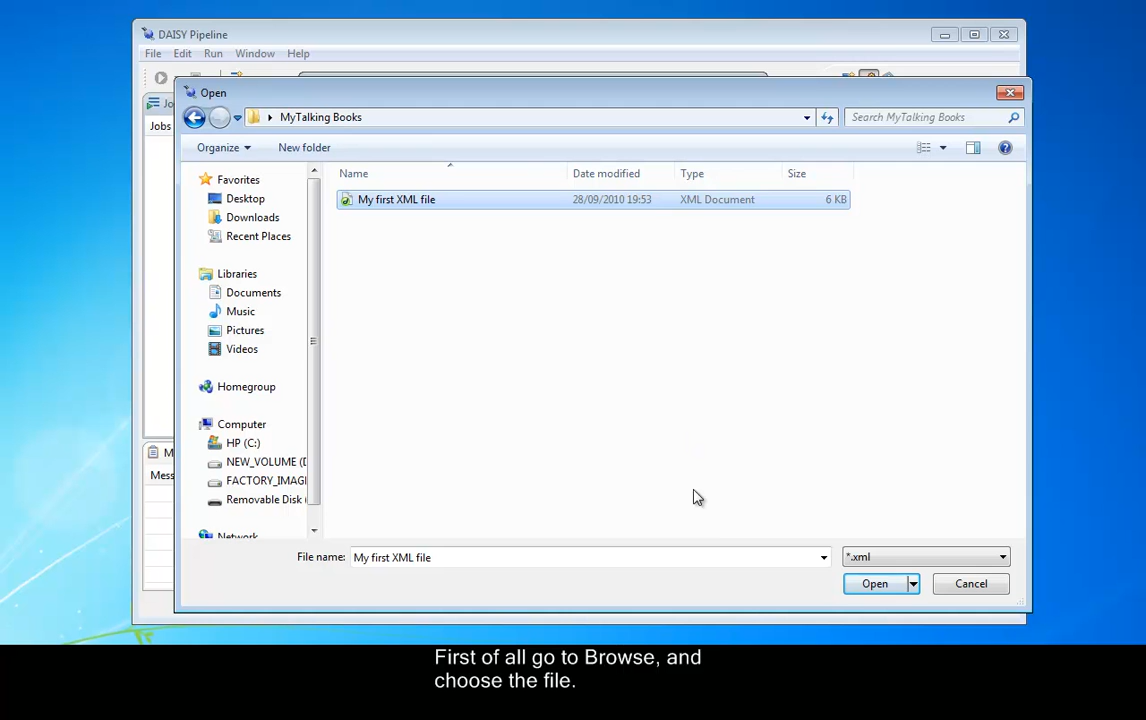 DAISY Pipeline
File Edit Run Window Help
Open
MyTalking Books
Search MyTalking Books
Organize New folder
Jobs
Name Date modified Type Size
My first XML file 28/09/2010 19:53 XML Document 6 KB
Favorites
Desktop
Downloads
Recent Places
Libraries
Documents
Music
Pictures
Videos
Homegroup
Computer
HP (C:)
NEW_VOLUME (D
FACTORY_IMAG
Removable Disk
Network
Mess
File name: My first XML file *.xml
Open Cancel
First of all go to Browse, and
choose the file.